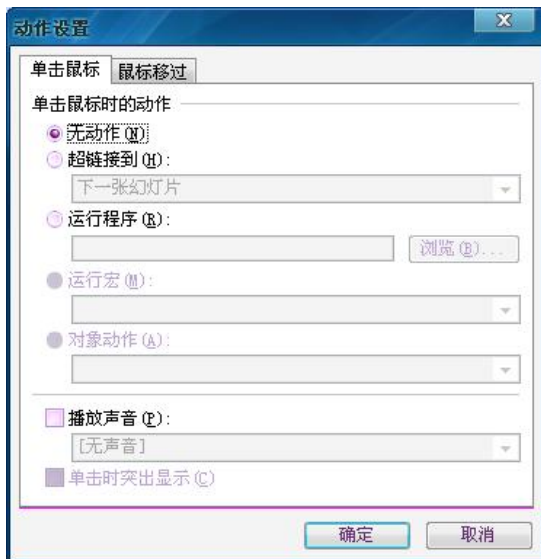 动作设置
单击鼠标 鼠标移过
单击鼠标时的动作
无动作(N)
超链接到(H):
下一张幻灯片
运行程序(R):
浏览(B)...
运行宏(M):
对象动作(A):
播放声音(P):
[无声音]
单击时突出显示(C)
确定 取消